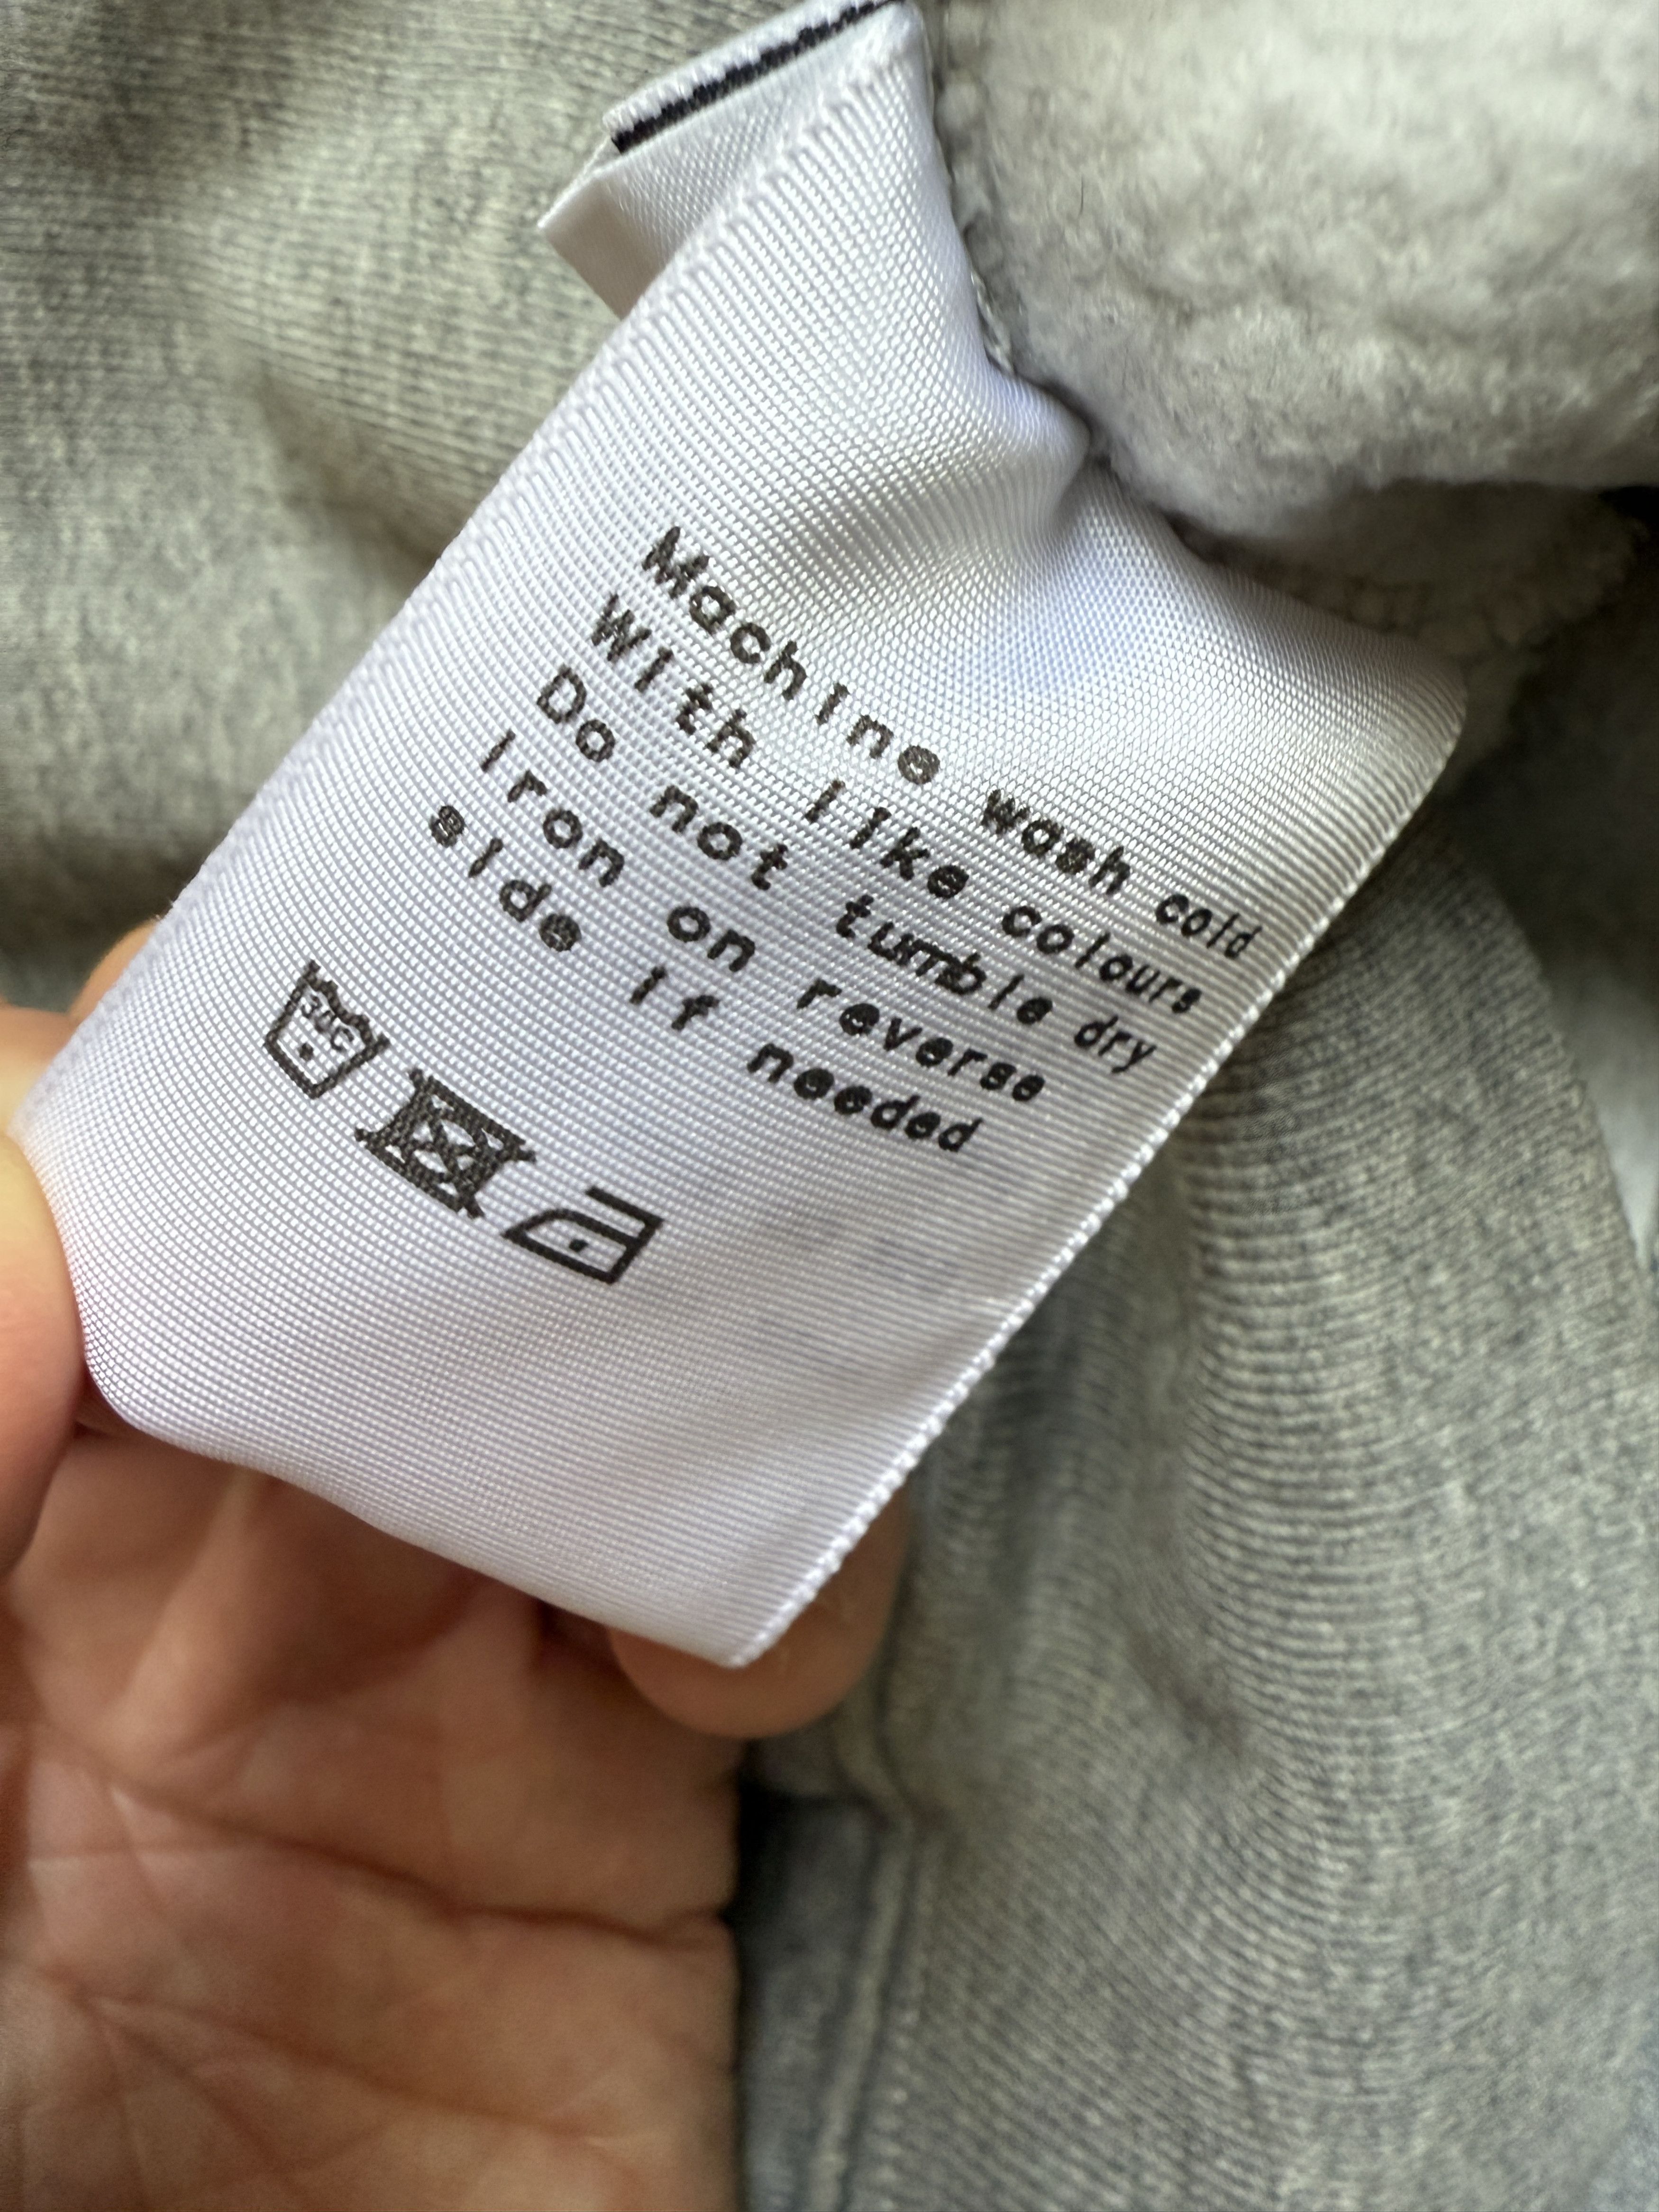 Machine wash cold
With like colours
Do not tumble dry
Iron on reverse
side if needed